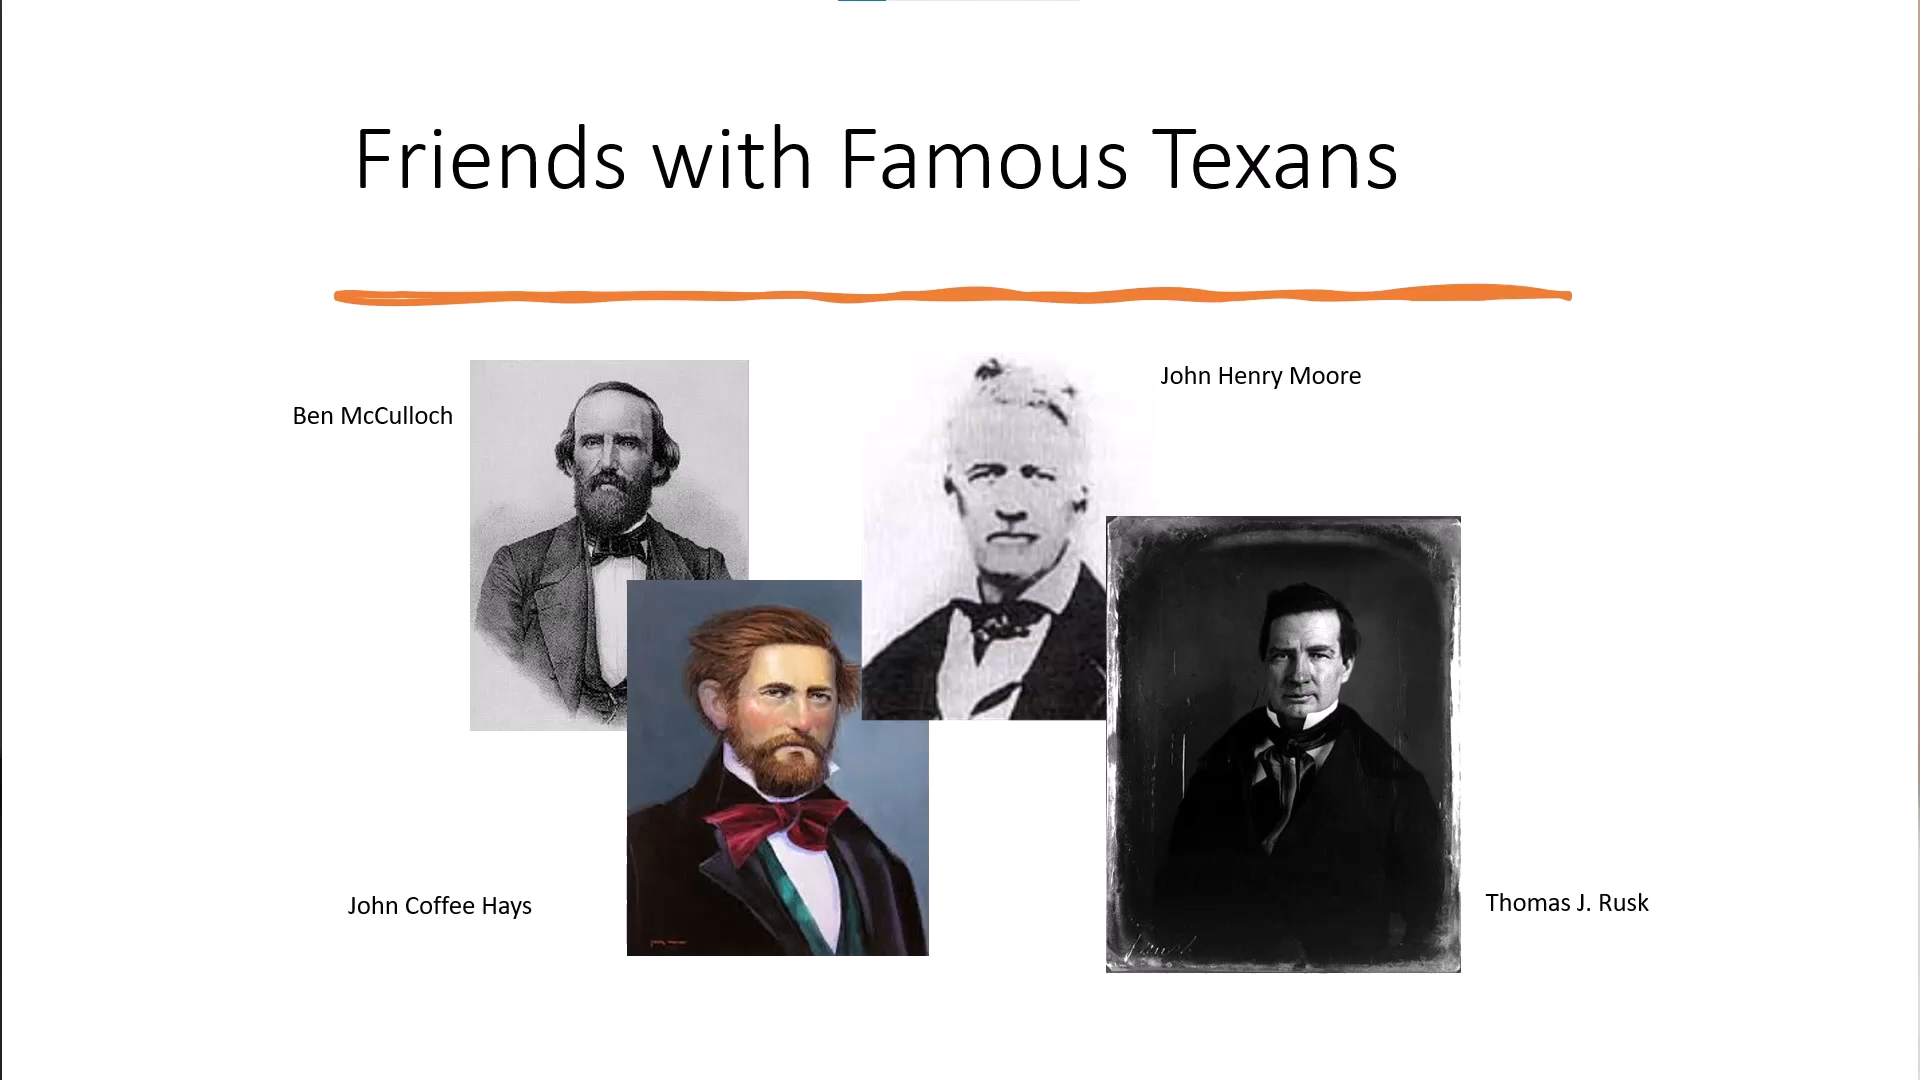 Friends with Famous Texans
Ben McCulloch
John Henry Moore
John Coffee Hays
Thomas J. Rusk